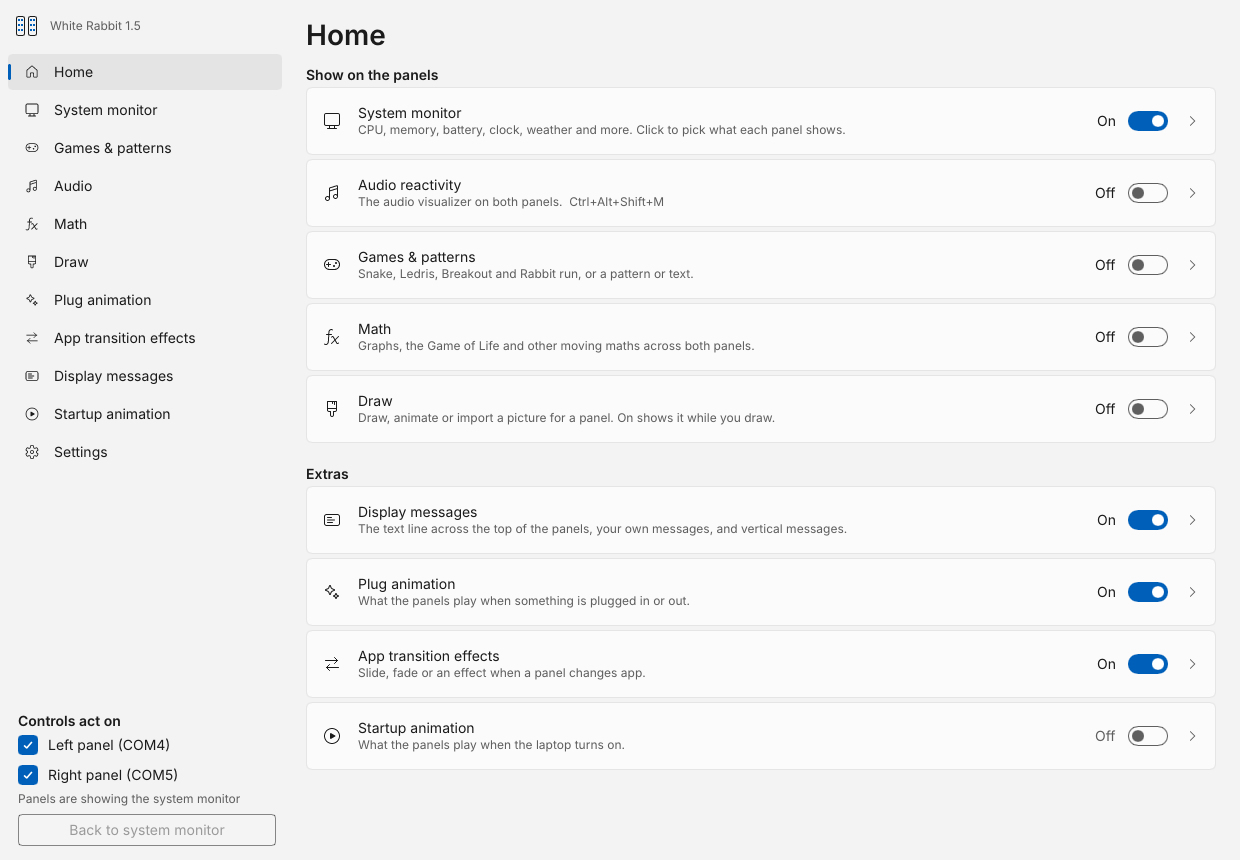 White Rabbit 1.5
Home
System monitor
Games & patterns
Audio
Math
Draw
Plug animation
App transition effects
Display messages
Startup animation
Settings
Controls act on
Left panel (COM4)
Right panel (COM5)
Panels are showing the system monitor
Back to system monitor
Home
Show on the panels
System monitor
CPU, memory, battery, clock, weather and more. Click to pick what each panel shows.
On
Audio reactivity
The audio visualizer on both panels.  Ctrl+Alt+Shift+M
Off
Games & patterns
Snake, Ledris, Breakout and Rabbit run, or a pattern or text.
Off
Math
Graphs, the Game of Life and other moving maths across both panels.
Off
Draw
Draw, animate or import a picture for a panel. On shows it while you draw.
Off
Extras
Display messages
The text line across the top of the panels, your own messages, and vertical messages.
On
Plug animation
What the panels play when something is plugged in or out.
On
App transition effects
Slide, fade or an effect when a panel changes app.
On
Startup animation
What the panels play when the laptop turns on.
Off